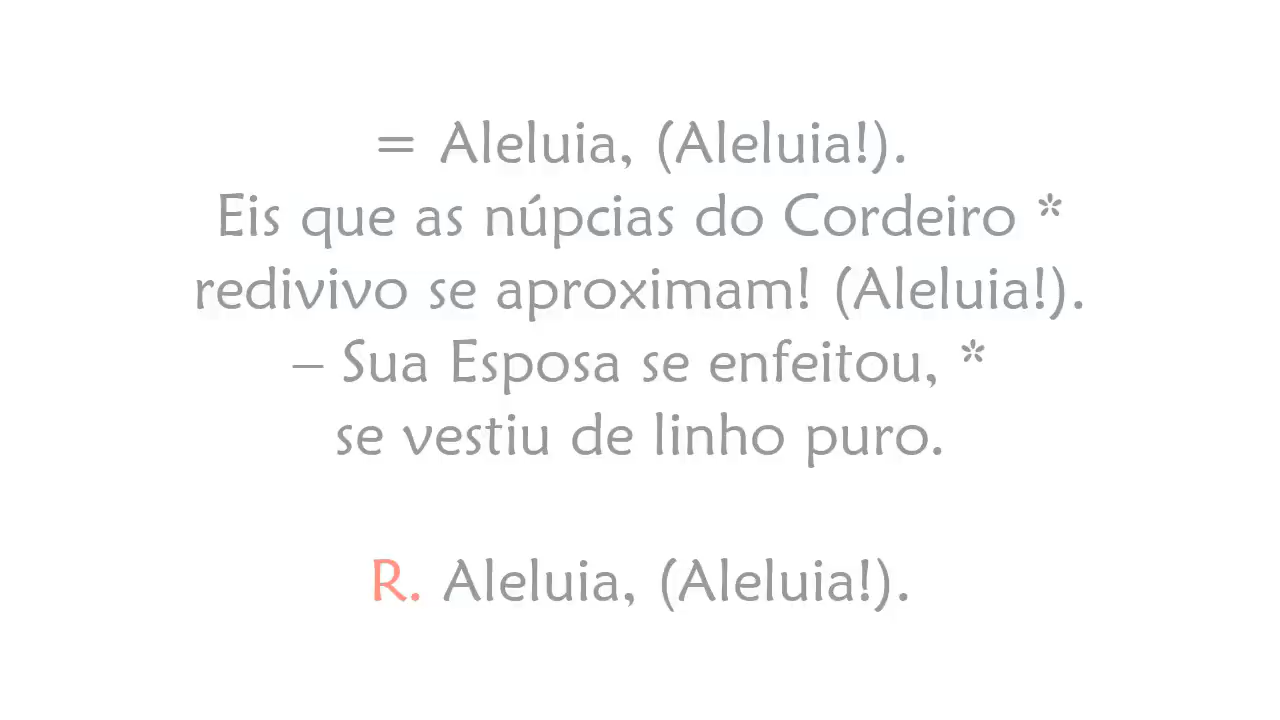 = Aleluia, (Aleluia!).
Eis que as núpcias do Cordeiro *
redivivo se aproximam! (Aleluia!).
– Sua Esposa se enfeitou, *
se vestiu de linho puro.
R. Aleluia, (Aleluia!).